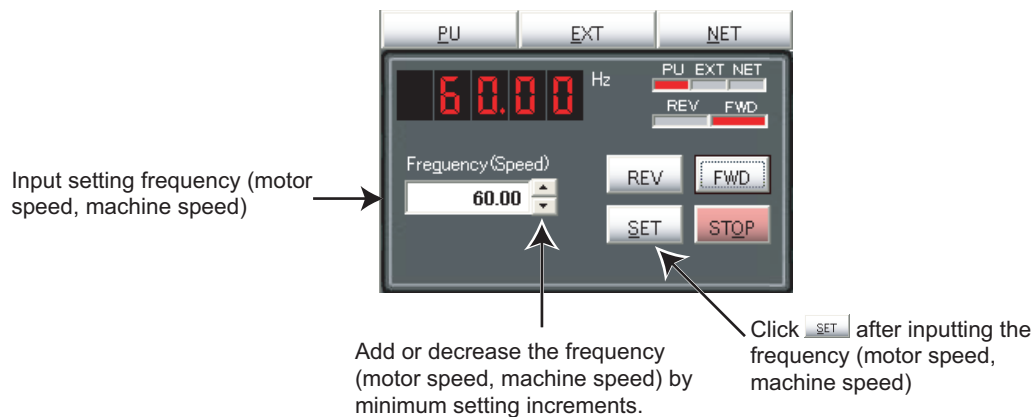 PU EXT NET
60.00 Hz
PU EXT NET
REV FWD
Frequency(Speed)
60.00
REV FWD
SET STOP
Input setting frequency (motor
speed, machine speed)
Add or decrease the frequency
(motor speed, machine speed) by
minimum setting increments.
Click SET after inputting the
frequency (motor speed,
machine speed)